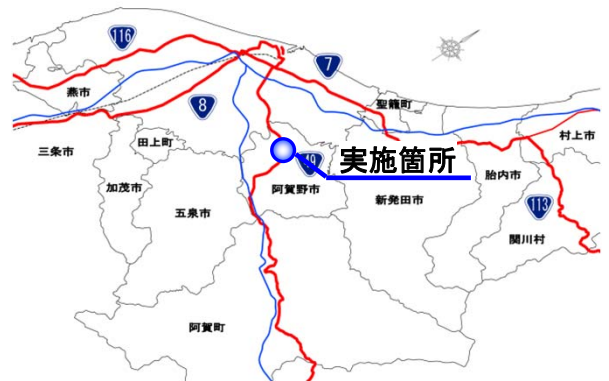 116
7
燕市
8
聖籠町
三条市
田上町
村上市
49
実施箇所
加茂市
阿賀野市
胎内市
五泉市
新発田市
113
関川村
阿賀町